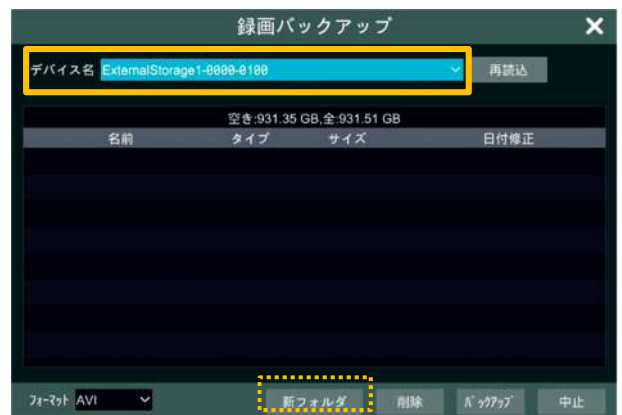 録画バックアップ
デバイス名 ExternalStorage1-0000-0100 再読込
空き:931.35 GB,全:931.51 GB
名前 タイプ サイズ 日付修正
ﾌｫｰﾏｯﾄ AVI 新フォルダ 削除 ﾊﾞｯｸｱｯﾌﾟ 中止